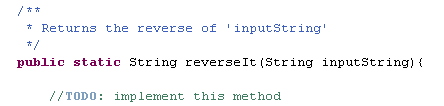 /**
* Returns the reverse of 'inputString'
*/
public static String reverseIt(String inputString){
//TODO: implement this method